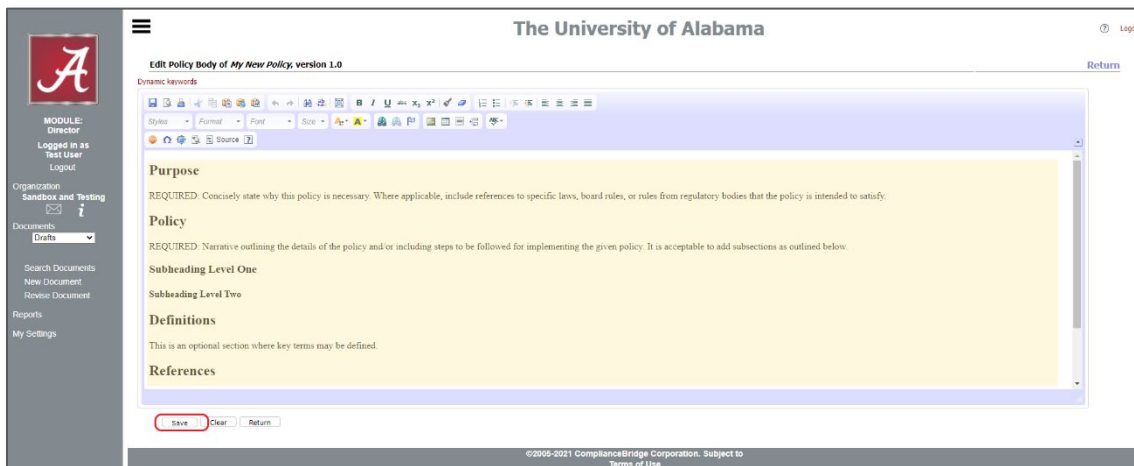 The University of Alabama
Logo
Edit Policy Body of My New Policy, version 1.0
Return
Dynamic keywords
MODULE:
Director
Logged in as
Test User
Logout
Organization
Sandbox and Testing
Documents
Drafts
Search Documents
New Document
Revise Document
Reports
My Settings
B I U abc x₂ x²
Styles Format Font Size A A ABC
Ω Source ?
Purpose
REQUIRED: Concisely state why this policy is necessary. Where applicable, include references to specific laws, board rules, or rules from regulatory bodies that the policy is intended to satisfy.
Policy
REQUIRED: Narrative outlining the details of the policy and/or including steps to be followed for implementing the given policy. It is acceptable to add subsections as outlined below.
Subheading Level One
Subheading Level Two
Definitions
This is an optional section where key terms may be defined.
References
Save Clear Return
©2005-2021 ComplianceBridge Corporation. Subject to
Terms of Use